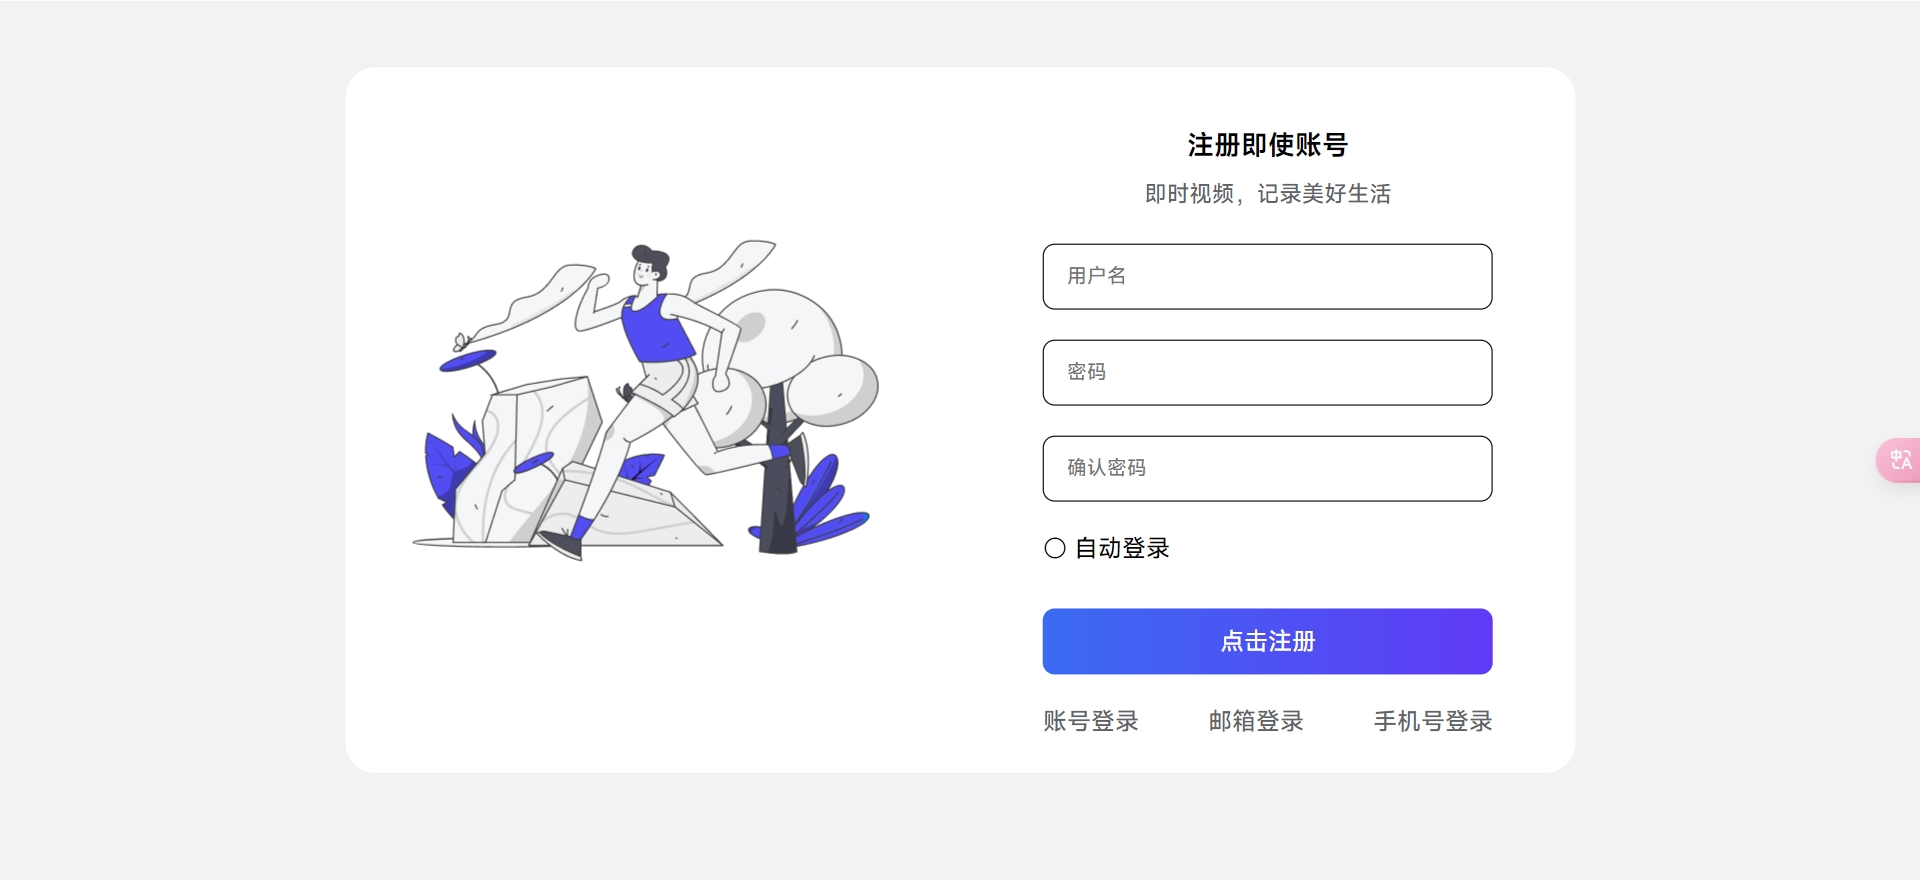 注册即使账号
即时视频，记录美好生活
用户名
密码
确认密码
自动登录
点击注册
账号登录 邮箱登录 手机号登录
中 A